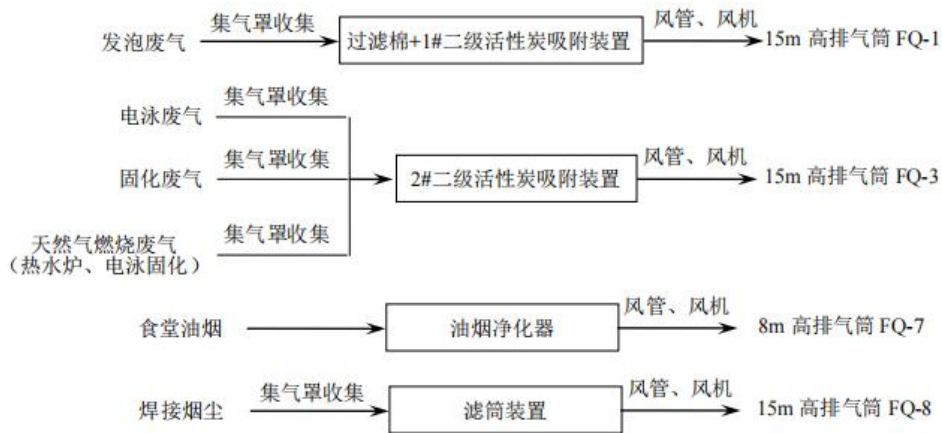 发泡废气 集气罩收集 过滤棉+1#二级活性炭吸附装置 风管、风机 15m 高排气筒 FQ-1
电泳废气 集气罩收集
固化废气 集气罩收集 2#二级活性炭吸附装置 风管、风机 15m 高排气筒 FQ-3
天然气燃烧废气 集气罩收集
（热水炉、电泳固化）
食堂油烟 油烟净化器 风管、风机 8m 高排气筒 FQ-7
焊接烟尘 集气罩收集 滤筒装置 风管、风机 15m 高排气筒 FQ-8